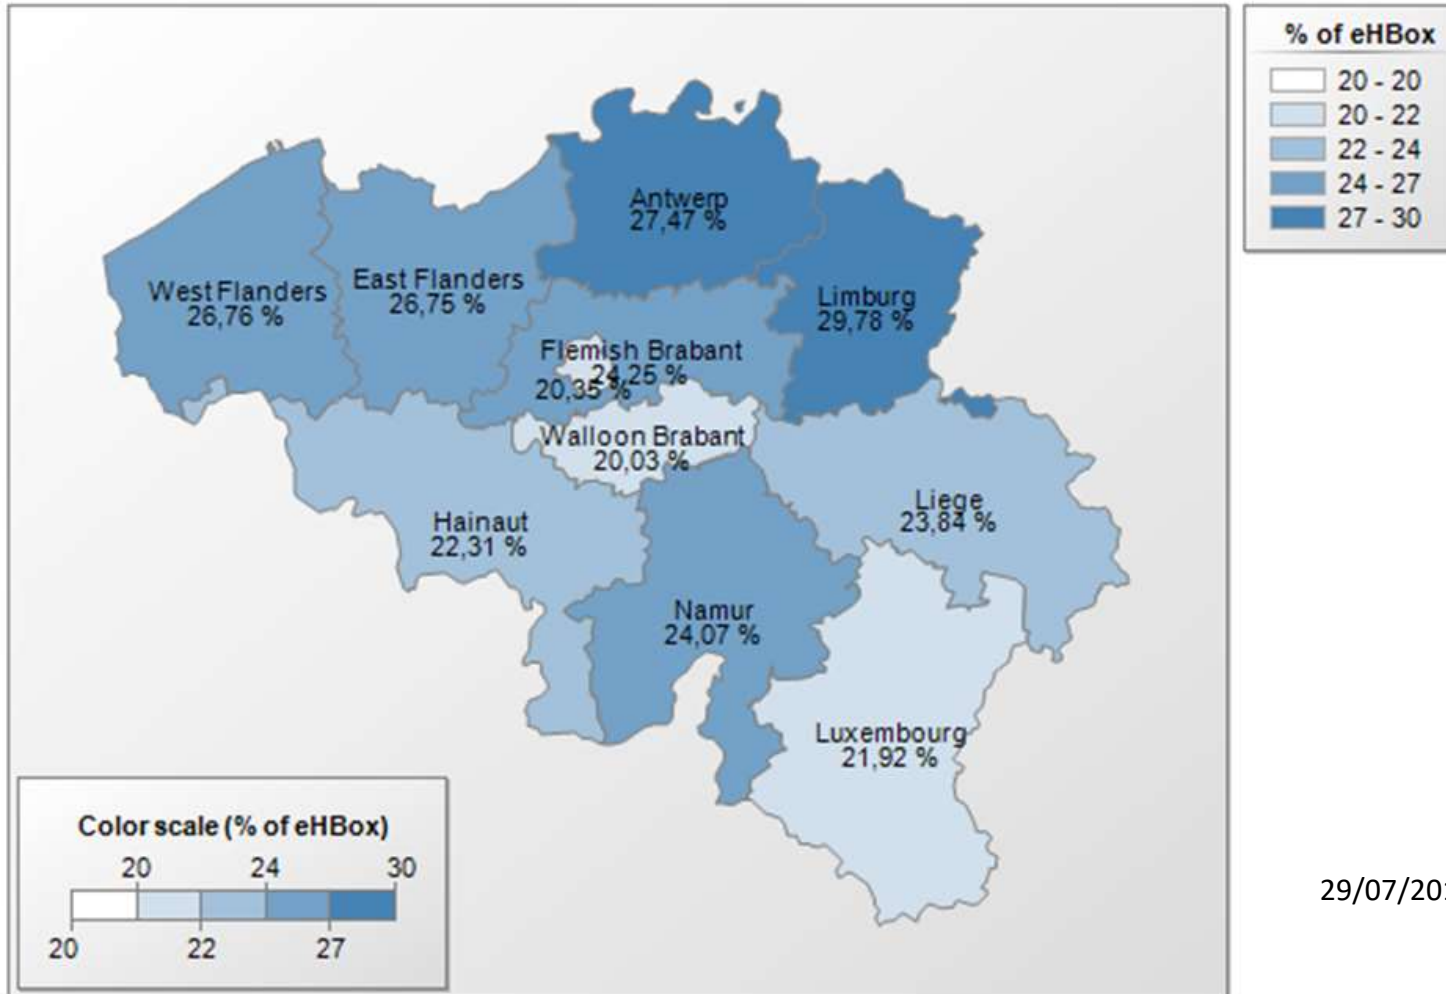 % of eHBox
20 - 20
20 - 22
22 - 24
24 - 27
27 - 30
Antwerp
27,47 %
West Flanders
26,76 %
East Flanders
26,75 %
Limburg
29,78 %
Flemish Brabant
24,25 %
20,35 %
Walloon Brabant
20,03 %
Hainaut
22,31 %
Liege
23,84 %
Namur
24,07 %
Luxembourg
21,92 %
Color scale (% of eHBox)
20 24 30
20 22 27
29/07/20